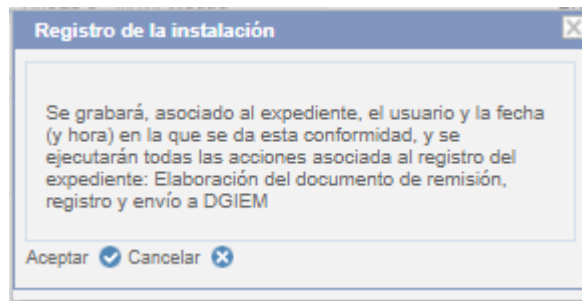 Registro de la instalación
Se grabará, asociado al expediente, el usuario y la fecha
(y hora) en la que se da esta conformidad, y se
ejecutarán todas las acciones asociada al registro del
expediente: Elaboración del documento de remisión,
registro y envío a DGIEM
Aceptar Cancelar